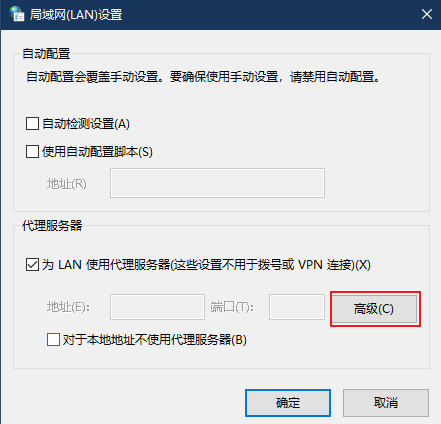 局域网(LAN)设置
自动配置
自动配置会覆盖手动设置。要确保使用手动设置，请禁用自动配置。
自动检测设置(A)
使用自动配置脚本(S)
地址(R)
代理服务器
为 LAN 使用代理服务器(这些设置不用于拨号或 VPN 连接)(X)
地址(E): 端口(T): 高级(C)
对于本地地址不使用代理服务器(B)
确定 取消